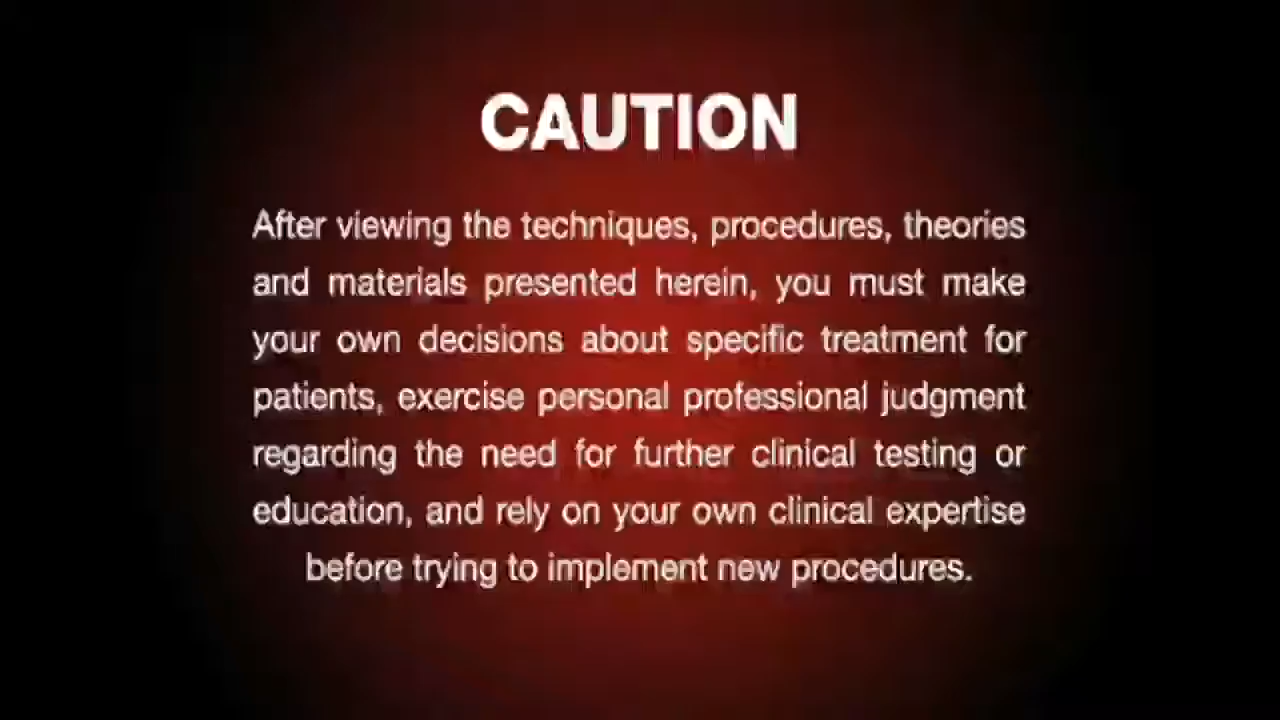 CAUTION
After viewing the techniques, procedures, theories
and materials presented herein, you must make
your own decisions about specific treatment for
patients, exercise personal professional judgment
regarding the need for further clinical testing or
education, and rely on your own clinical expertise
before trying to implement new procedures.